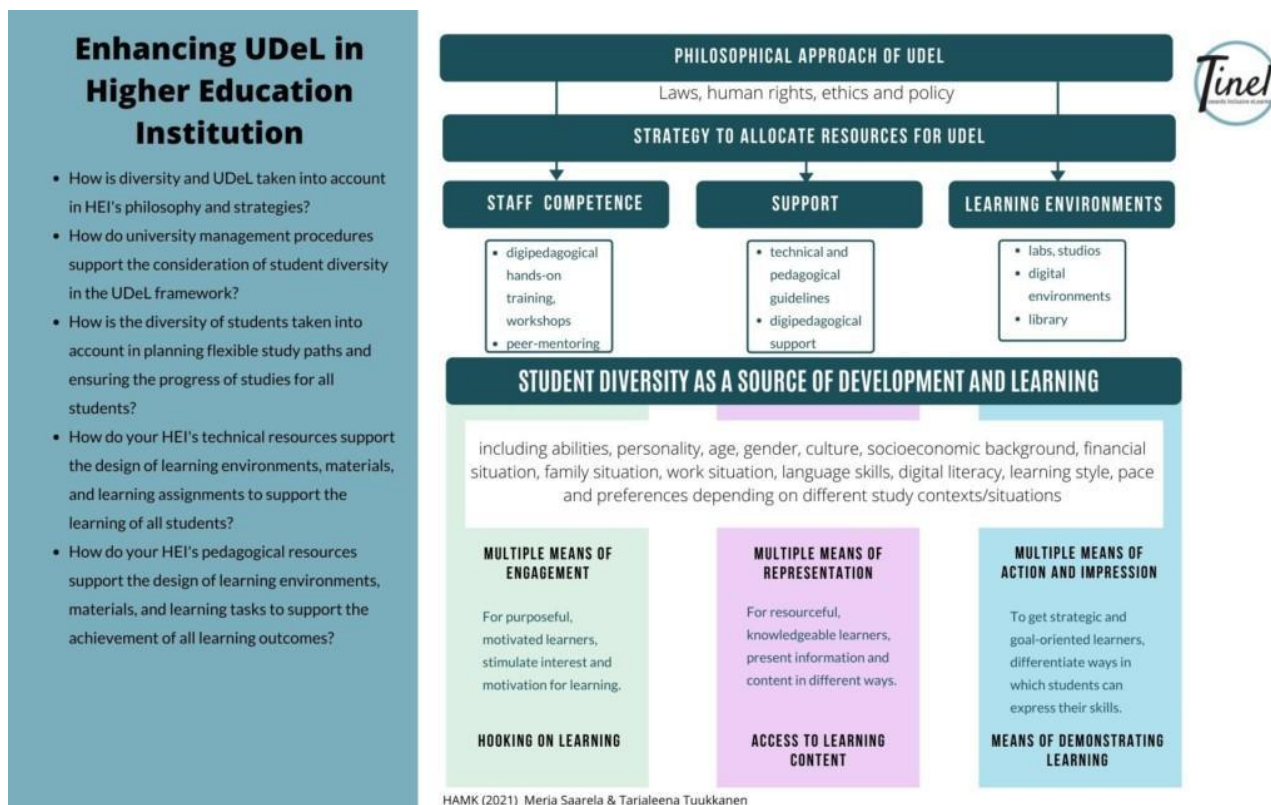 Enhancing UDeL in
Higher Education
Institution
• How is diversity and UDeL taken into account
in HEI's philosophy and strategies?
• How do university management procedures
support the consideration of student diversity
in the UDeL framework?
• How is the diversity of students taken into
account in planning flexible study paths and
ensuring the progress of studies for all
students?
• How do your HEI's technical resources support
the design of learning environments, materials,
and learning assignments to support the
learning of all students?
• How do your HEI's pedagogical resources
support the design of learning environments,
materials, and learning tasks to support the
achievement of all learning outcomes?
PHILOSOPHICAL APPROACH OF UDEL
Laws, human rights, ethics and policy
STRATEGY TO ALLOCATE RESOURCES FOR UDEL
STAFF COMPETENCE
• digipedagogical
hands-on
training,
workshops
• peer-mentoring
SUPPORT
• technical and
pedagogical
guidelines
• digipedagogical
support
LEARNING ENVIRONMENTS
• labs, studios
• digital
environments
• library
Tinel
towards inclusive eLearni
STUDENT DIVERSITY AS A SOURCE OF DEVELOPMENT AND LEARNING
including abilities, personality, age, gender, culture, socioeconomic background, financial
situation, family situation, work situation, language skills, digital literacy, learning style, pace
and preferences depending on different study contexts/situations
MULTIPLE MEANS OF
ENGAGEMENT
For purposeful,
motivated learners,
stimulate interest and
motivation for learning.
HOOKING ON LEARNING
MULTIPLE MEANS OF
REPRESENTATION
For resourceful,
knowledgeable learners,
present information and
content in different ways.
ACCESS TO LEARNING
CONTENT
MULTIPLE MEANS OF
ACTION AND IMPRESSION
To get strategic and
goal-oriented learners,
differentiate ways in
which students can
express their skills.
MEANS OF DEMONSTRATING
LEARNING
HAMK (2021) Merja Saarela & Tarjaleena Tuukkanen